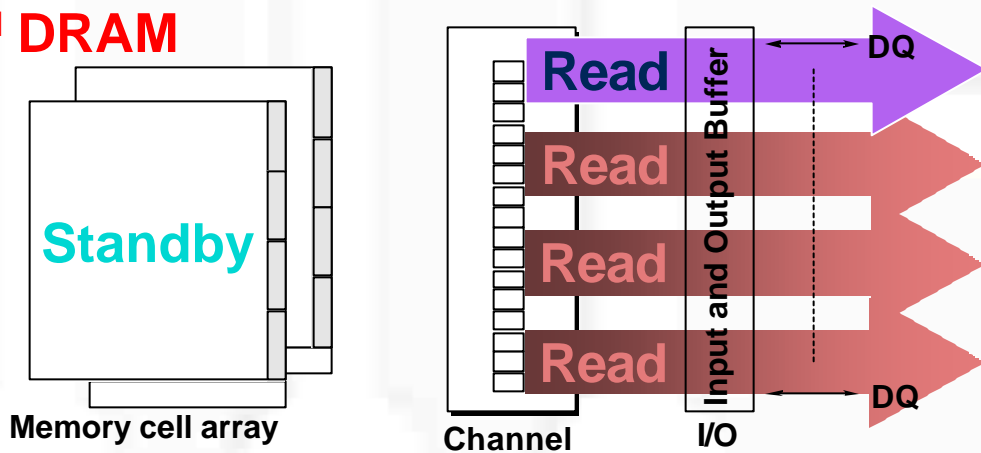 DRAM
Standby
Memory cell array
Read
Read
Read
Read
Input and Output Buffer
DQ
DQ
Channel
I/O